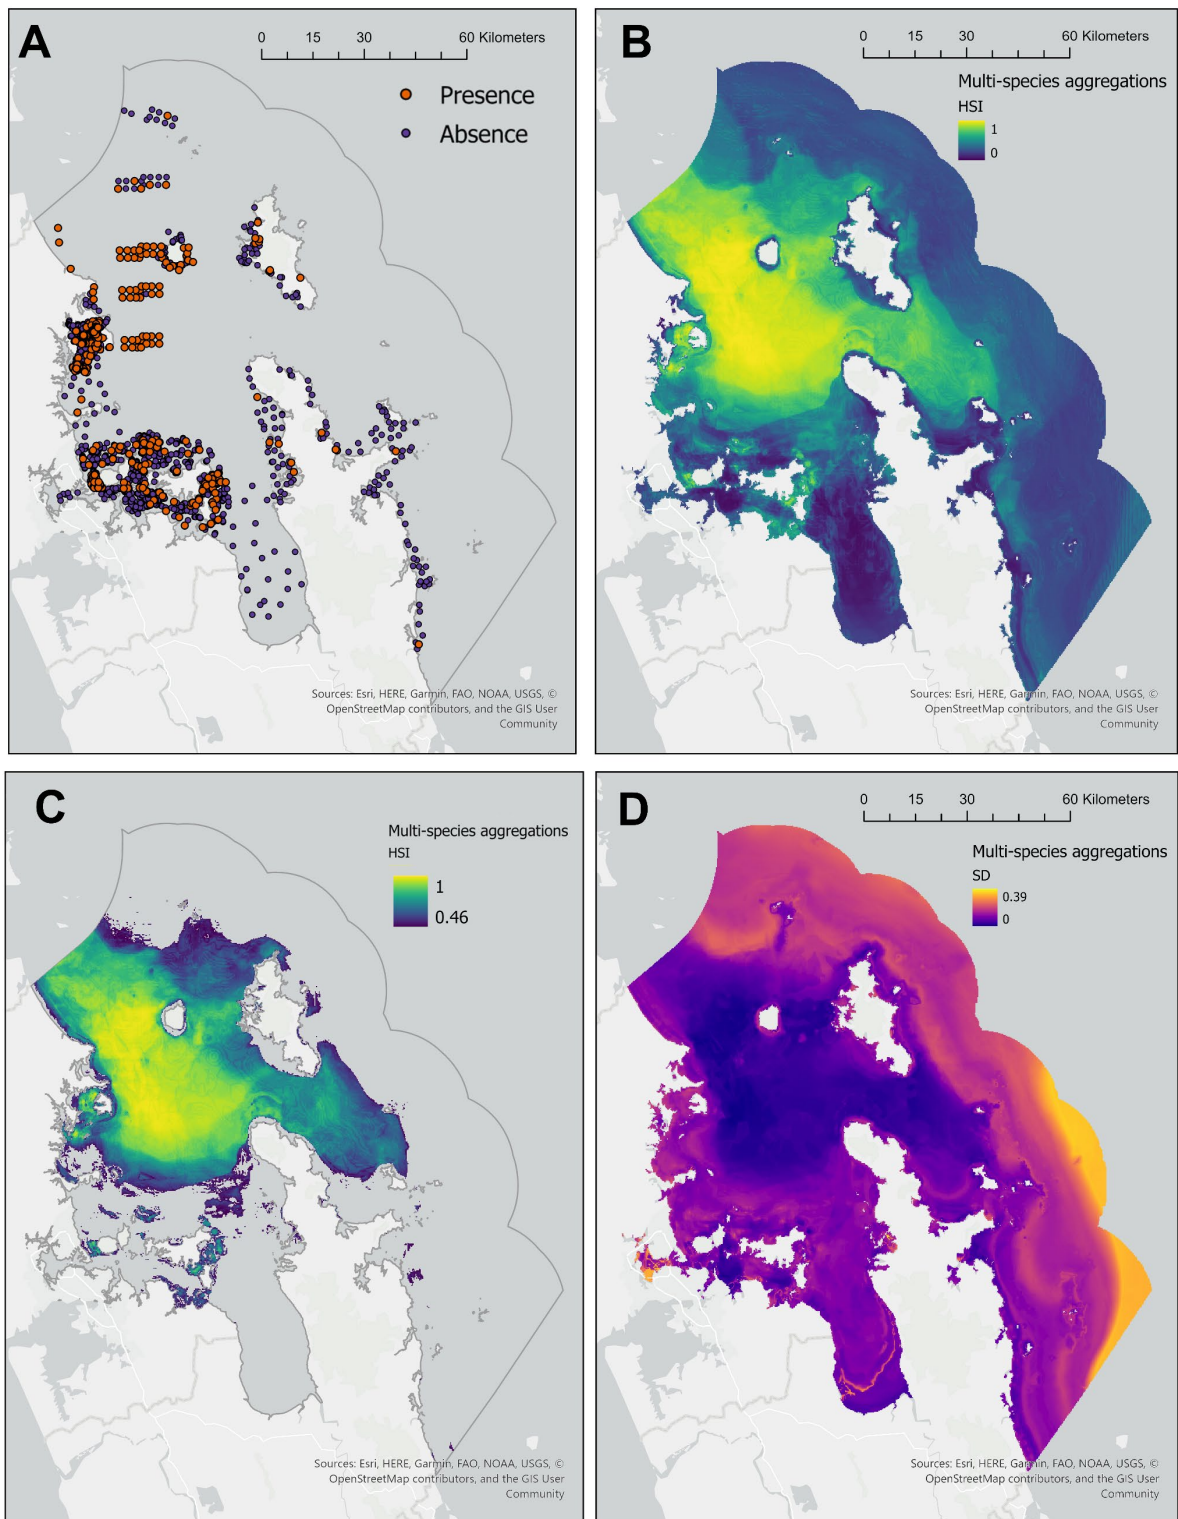 A
0 15 30 60 Kilometers
Presence
Absence
Sources: Esri, HERE, Garmin, FAO, NOAA, USGS, ©
OpenStreetMap contributors, and the GIS User
Community
B
0 15 30 60 Kilometers
Multi-species aggregations
HSI
1
0
Sources: Esri, HERE, Garmin, FAO, NOAA, USGS, ©
OpenStreetMap contributors, and the GIS User
Community
C
Multi-species aggregations
HSI
1
0.46
Sources: Esri, HERE, Garmin, FAO, NOAA, USGS, ©
OpenStreetMap contributors, and the GIS User
Community
D
0 15 30 60 Kilometers
Multi-species aggregations
SD
0.39
0
Sources: Esri, HERE, Garmin, FAO, NOAA, USGS, ©
OpenStreetMap contributors, and the GIS User
Community